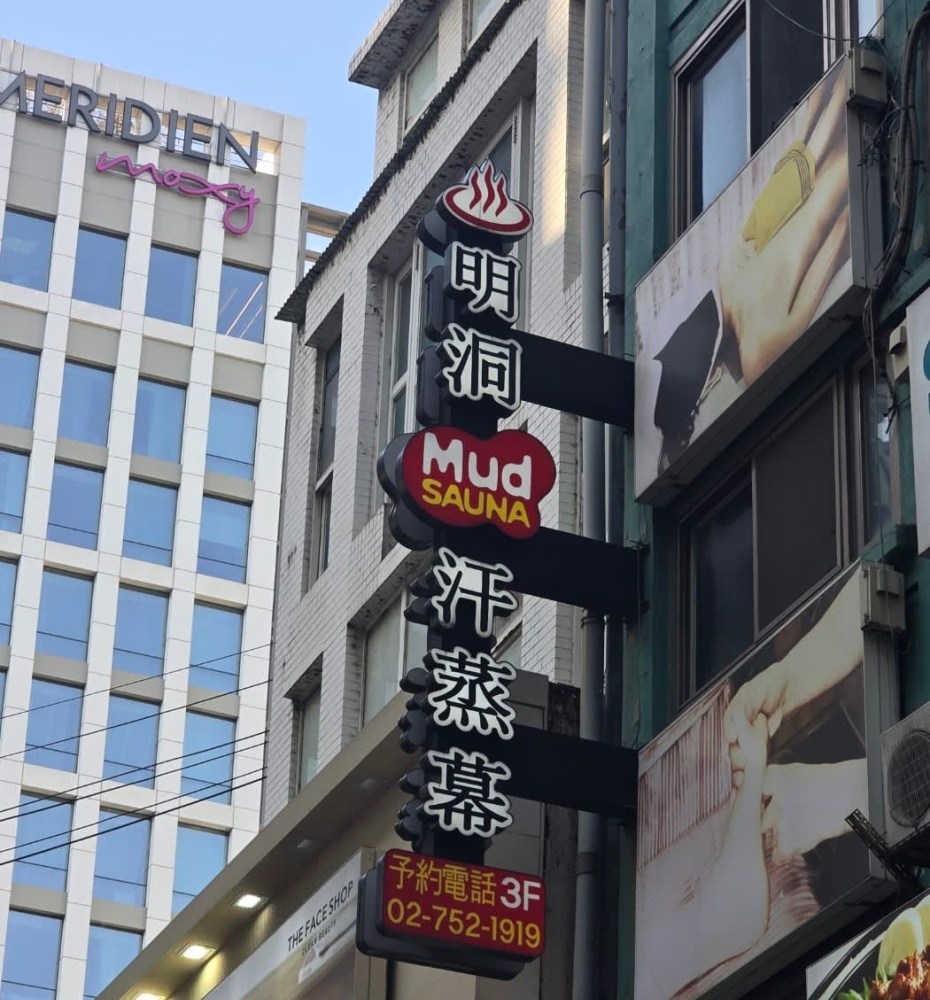 MERIDIEN
moxy
明
洞
Mud
SAUNA
汗
蒸
幕
予約電話 3F
02-752-1919
THE FACE SHOP